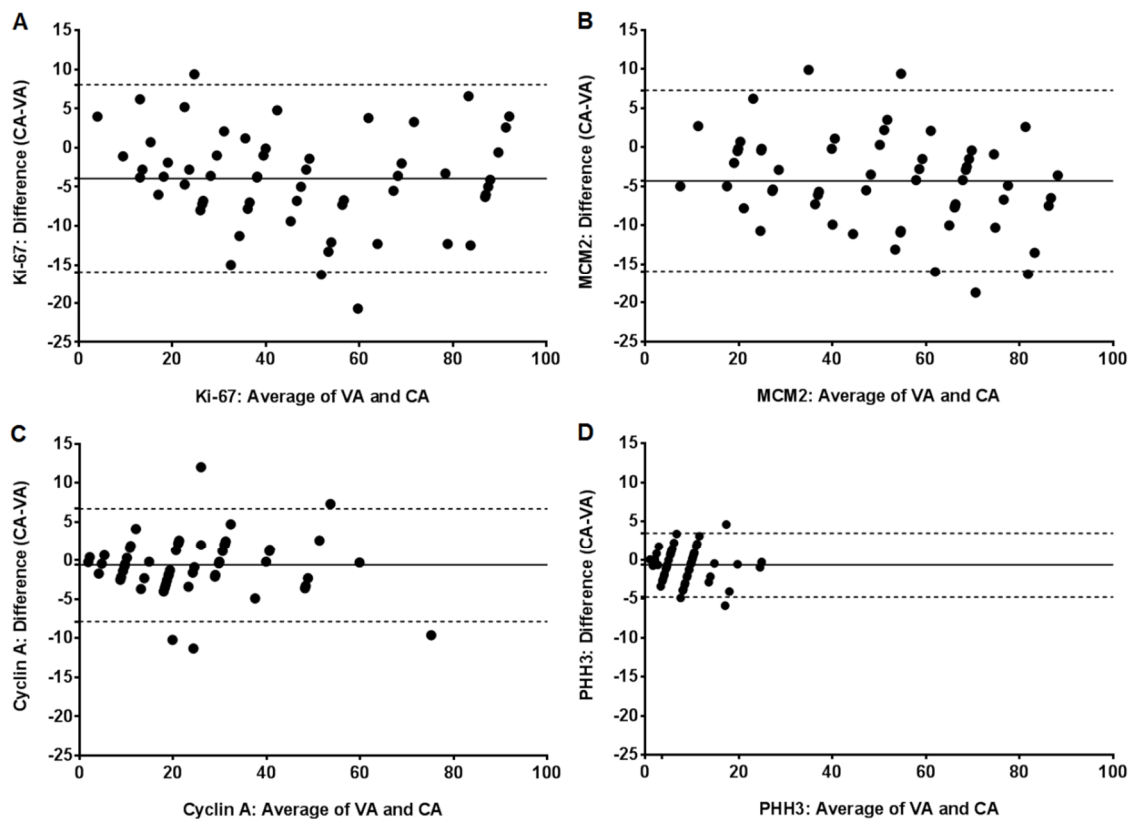 A
15
10
5
0
-5
-10
-15
-20
-25
Ki-67: Difference (CA-VA)
0 20 40 60 80 100
Ki-67: Average of VA and CA
B
15
10
5
0
-5
-10
-15
-20
-25
MCM2: Difference (CA-VA)
0 20 40 60 80 100
MCM2: Average of VA and CA
C
15
10
5
0
-5
-10
-15
-20
-25
Cyclin A: Difference (CA-VA)
0 20 40 60 80 100
Cyclin A: Average of VA and CA
D
15
10
5
0
-5
-10
-15
-20
-25
PHH3: Difference (CA-VA)
0 20 40 60 80 100
PHH3: Average of VA and CA